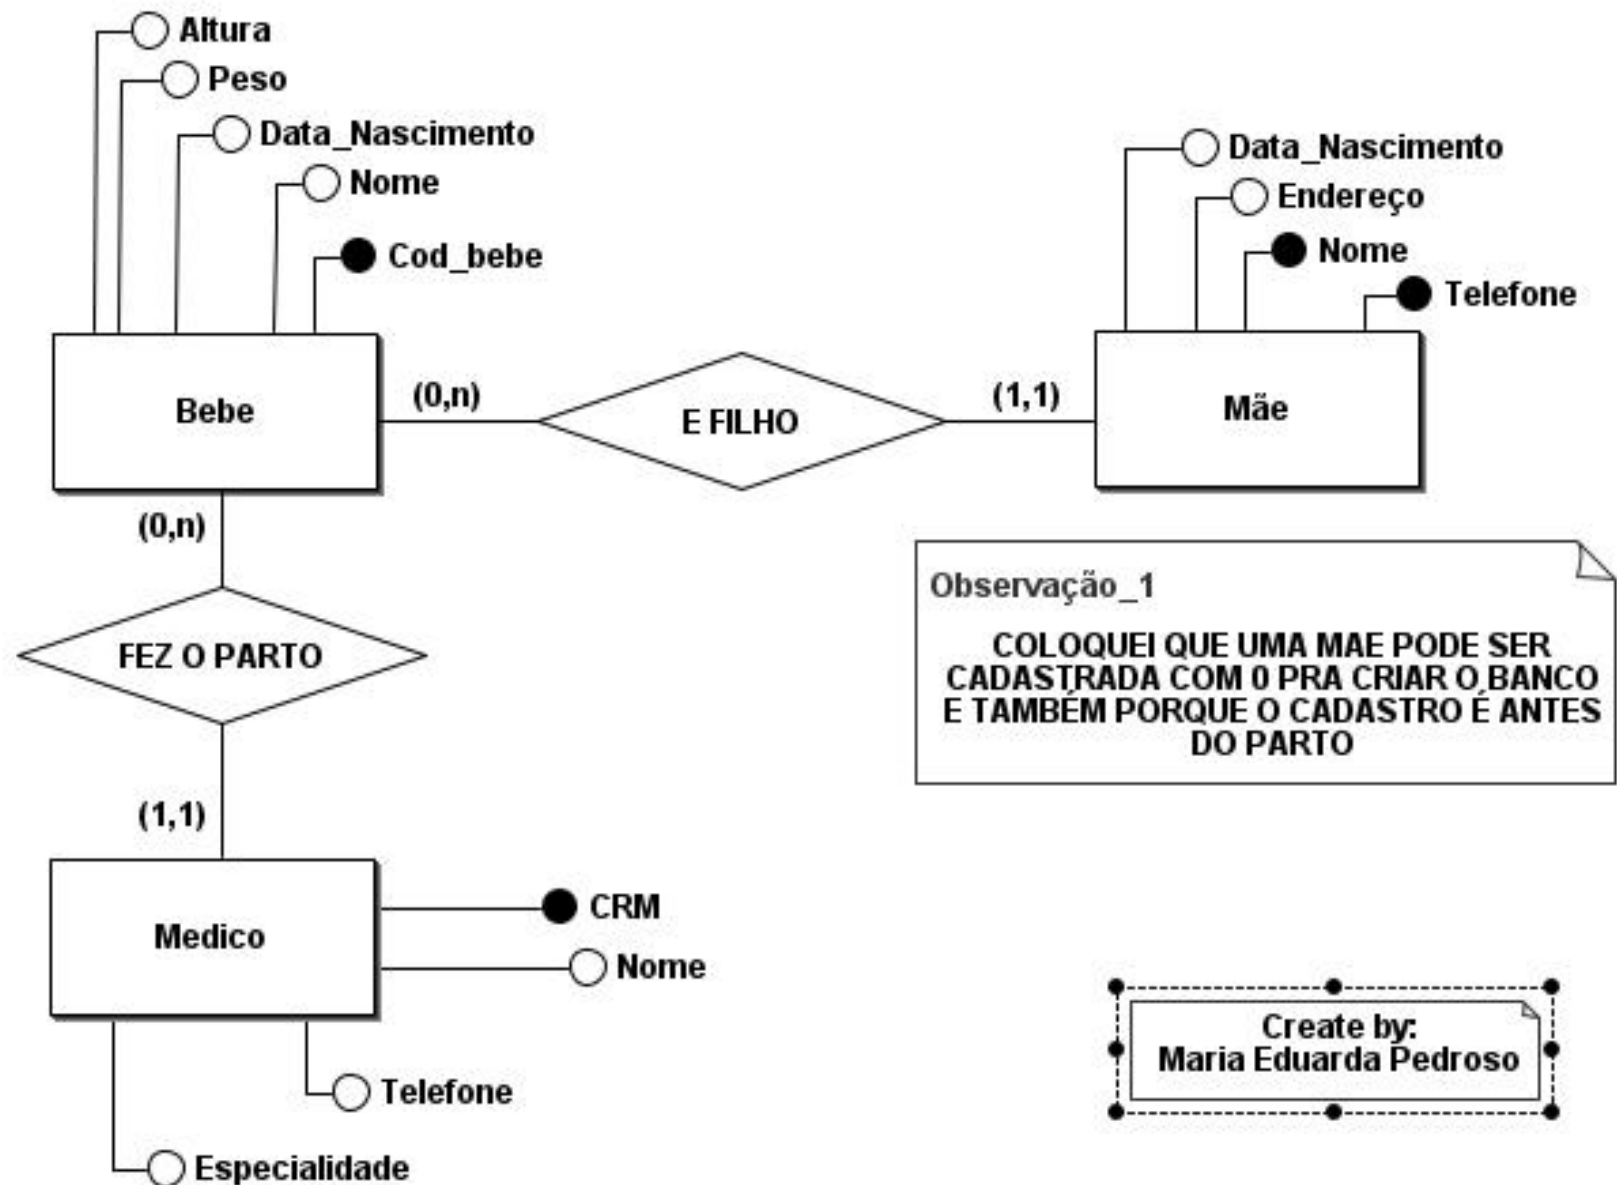 Altura
Peso
Data_Nascimento
Nome
Cod_bebe
Data_Nascimento
Endereço
Nome
Telefone
Bebe
(0,n)
E FILHO
(1,1)
Mãe
(0,n)
FEZ O PARTO
(1,1)
Observação_1
COLOQUEI QUE UMA MAE PODE SER
CADASTRADA COM 0 PRA CRIAR O BANCO
E TAMBÉM PORQUE O CADASTRO É ANTES
DO PARTO
Medico
CRM
Nome
Telefone
Especialidade
Create by:
Maria Eduarda Pedroso